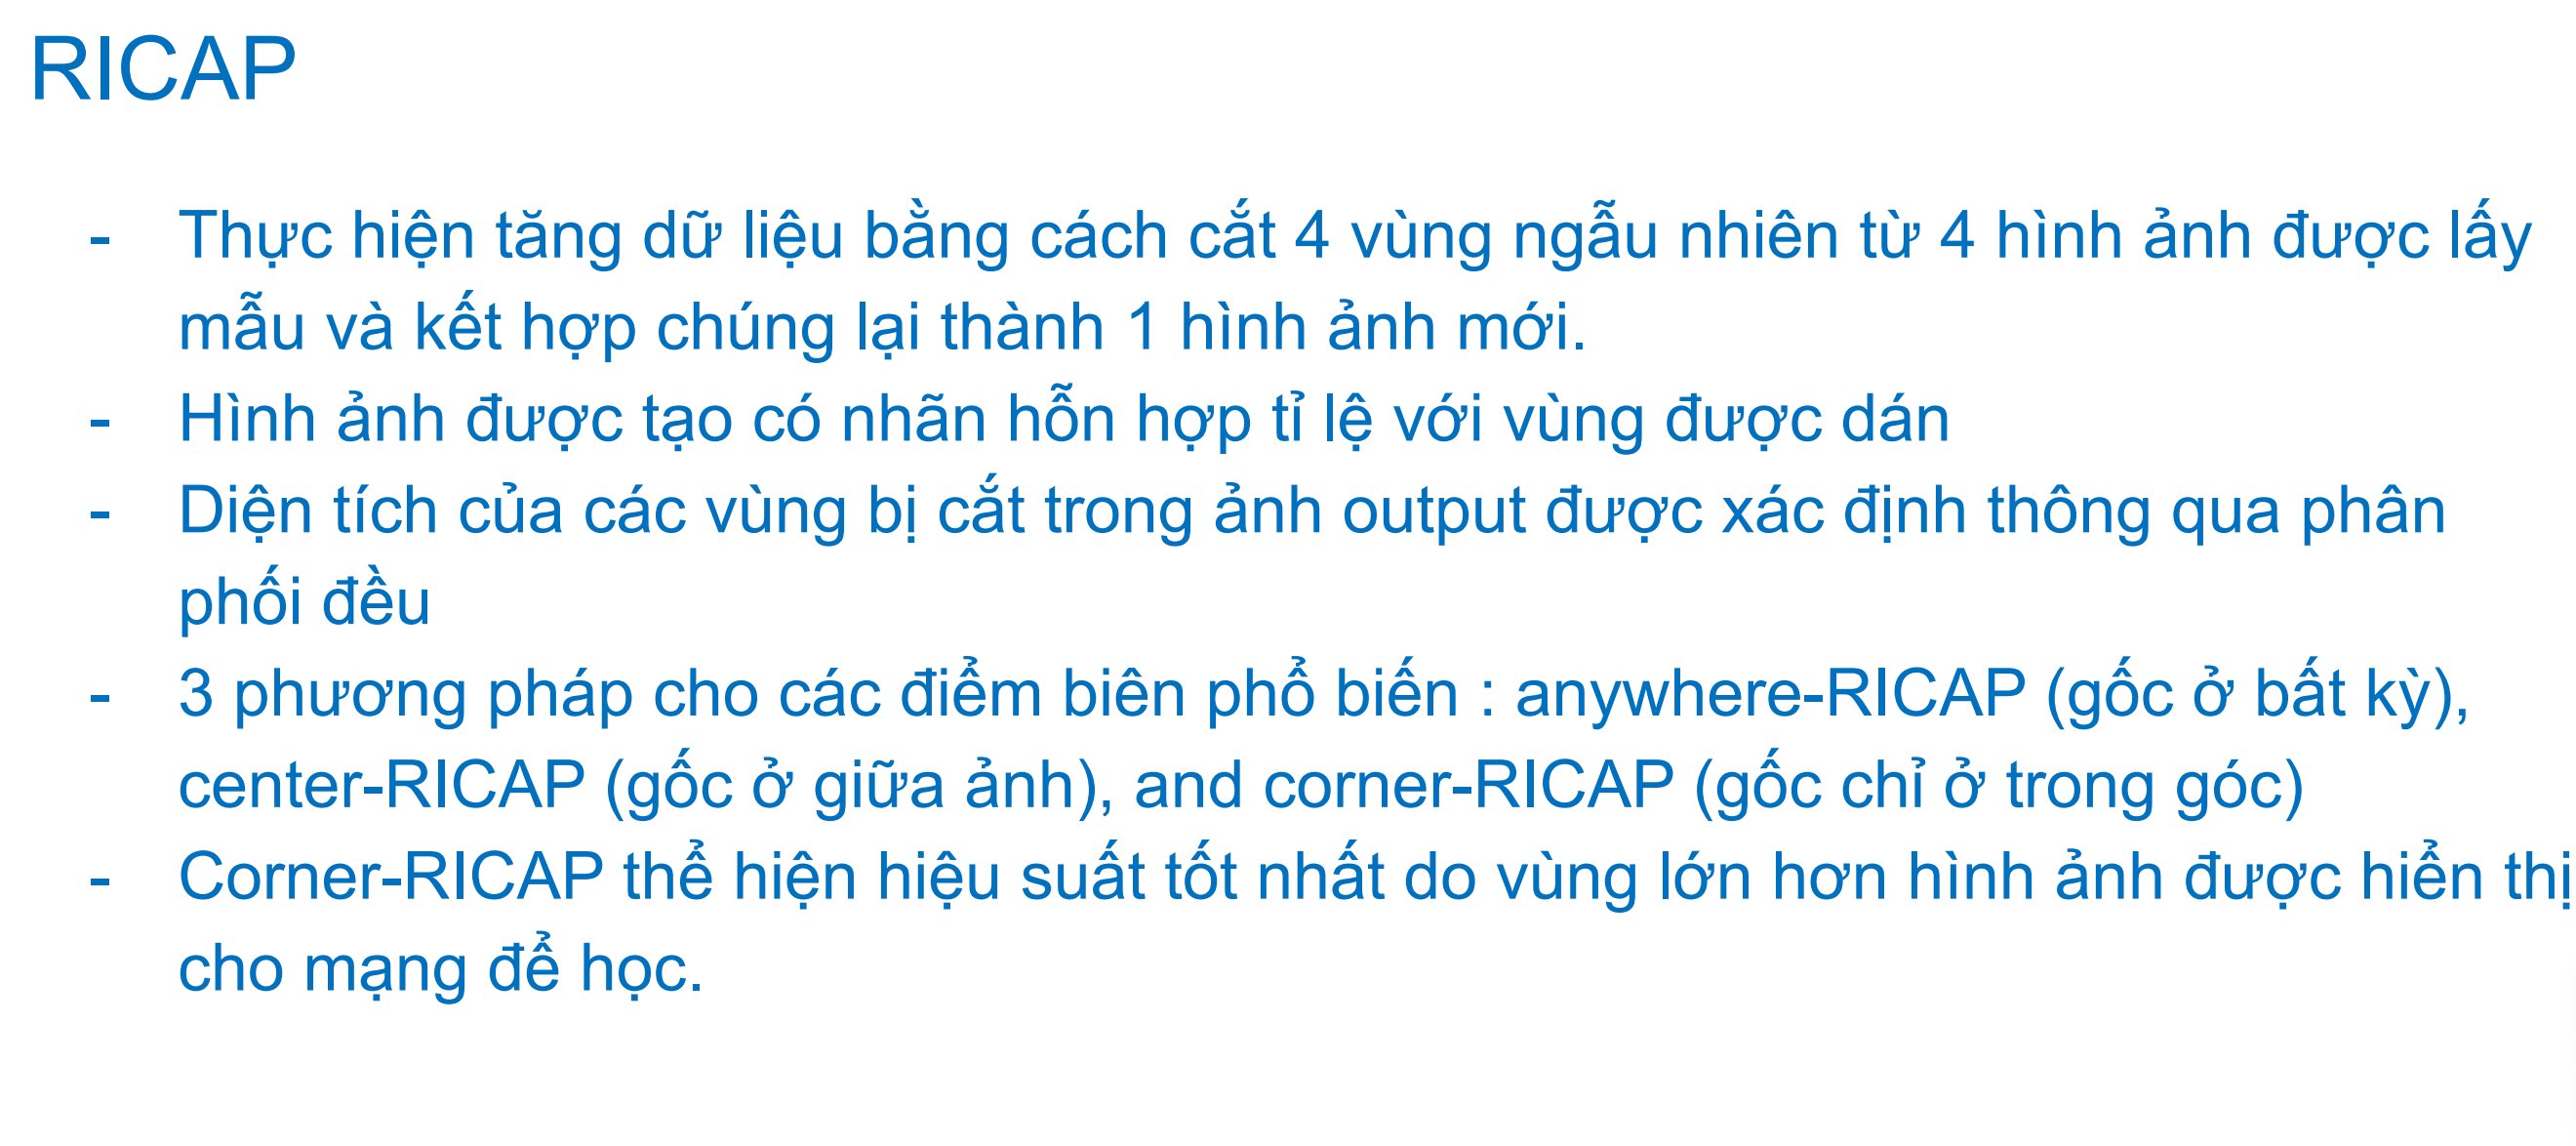 RICAP
- Thực hiện tăng dữ liệu bằng cách cắt 4 vùng ngẫu nhiên từ 4 hình ảnh được lấy
mẫu và kết hợp chúng lại thành 1 hình ảnh mới.
- Hình ảnh được tạo có nhãn hỗn hợp tỉ lệ với vùng được dán
- Diện tích của các vùng bị cắt trong ảnh output được xác định thông qua phân
phối đều
- 3 phương pháp cho các điểm biên phổ biến : anywhere-RICAP (gốc ở bất kỳ),
center-RICAP (gốc ở giữa ảnh), and corner-RICAP (gốc chỉ ở trong góc)
- Corner-RICAP thể hiện hiệu suất tốt nhất do vùng lớn hơn hình ảnh được hiển thị
cho mạng để học.